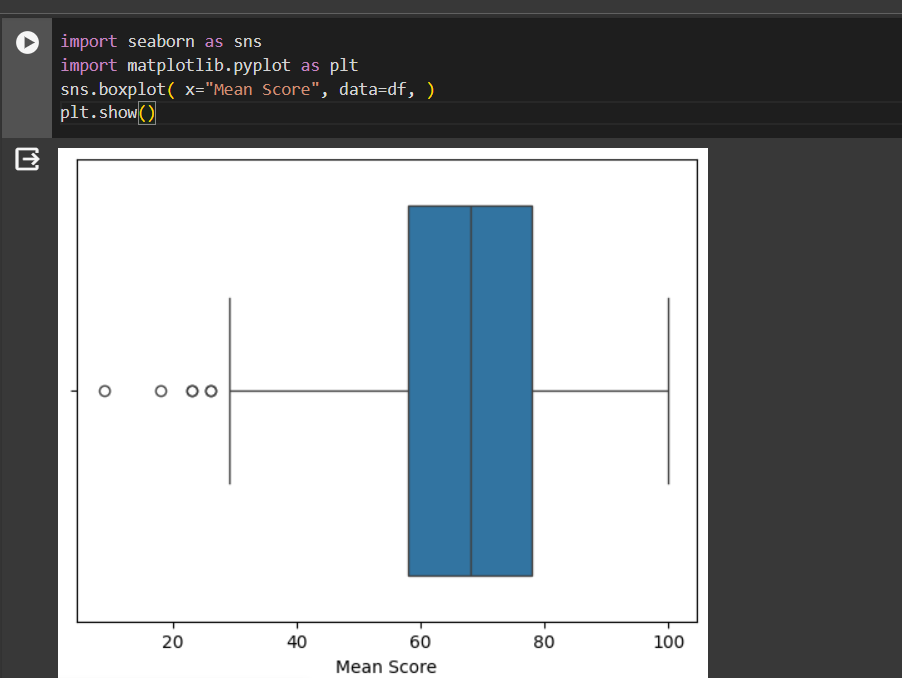 import seaborn as sns
import matplotlib.pyplot as plt
sns.boxplot( x="Mean Score", data=df, )
plt.show()
20 40 60 80 100
Mean Score